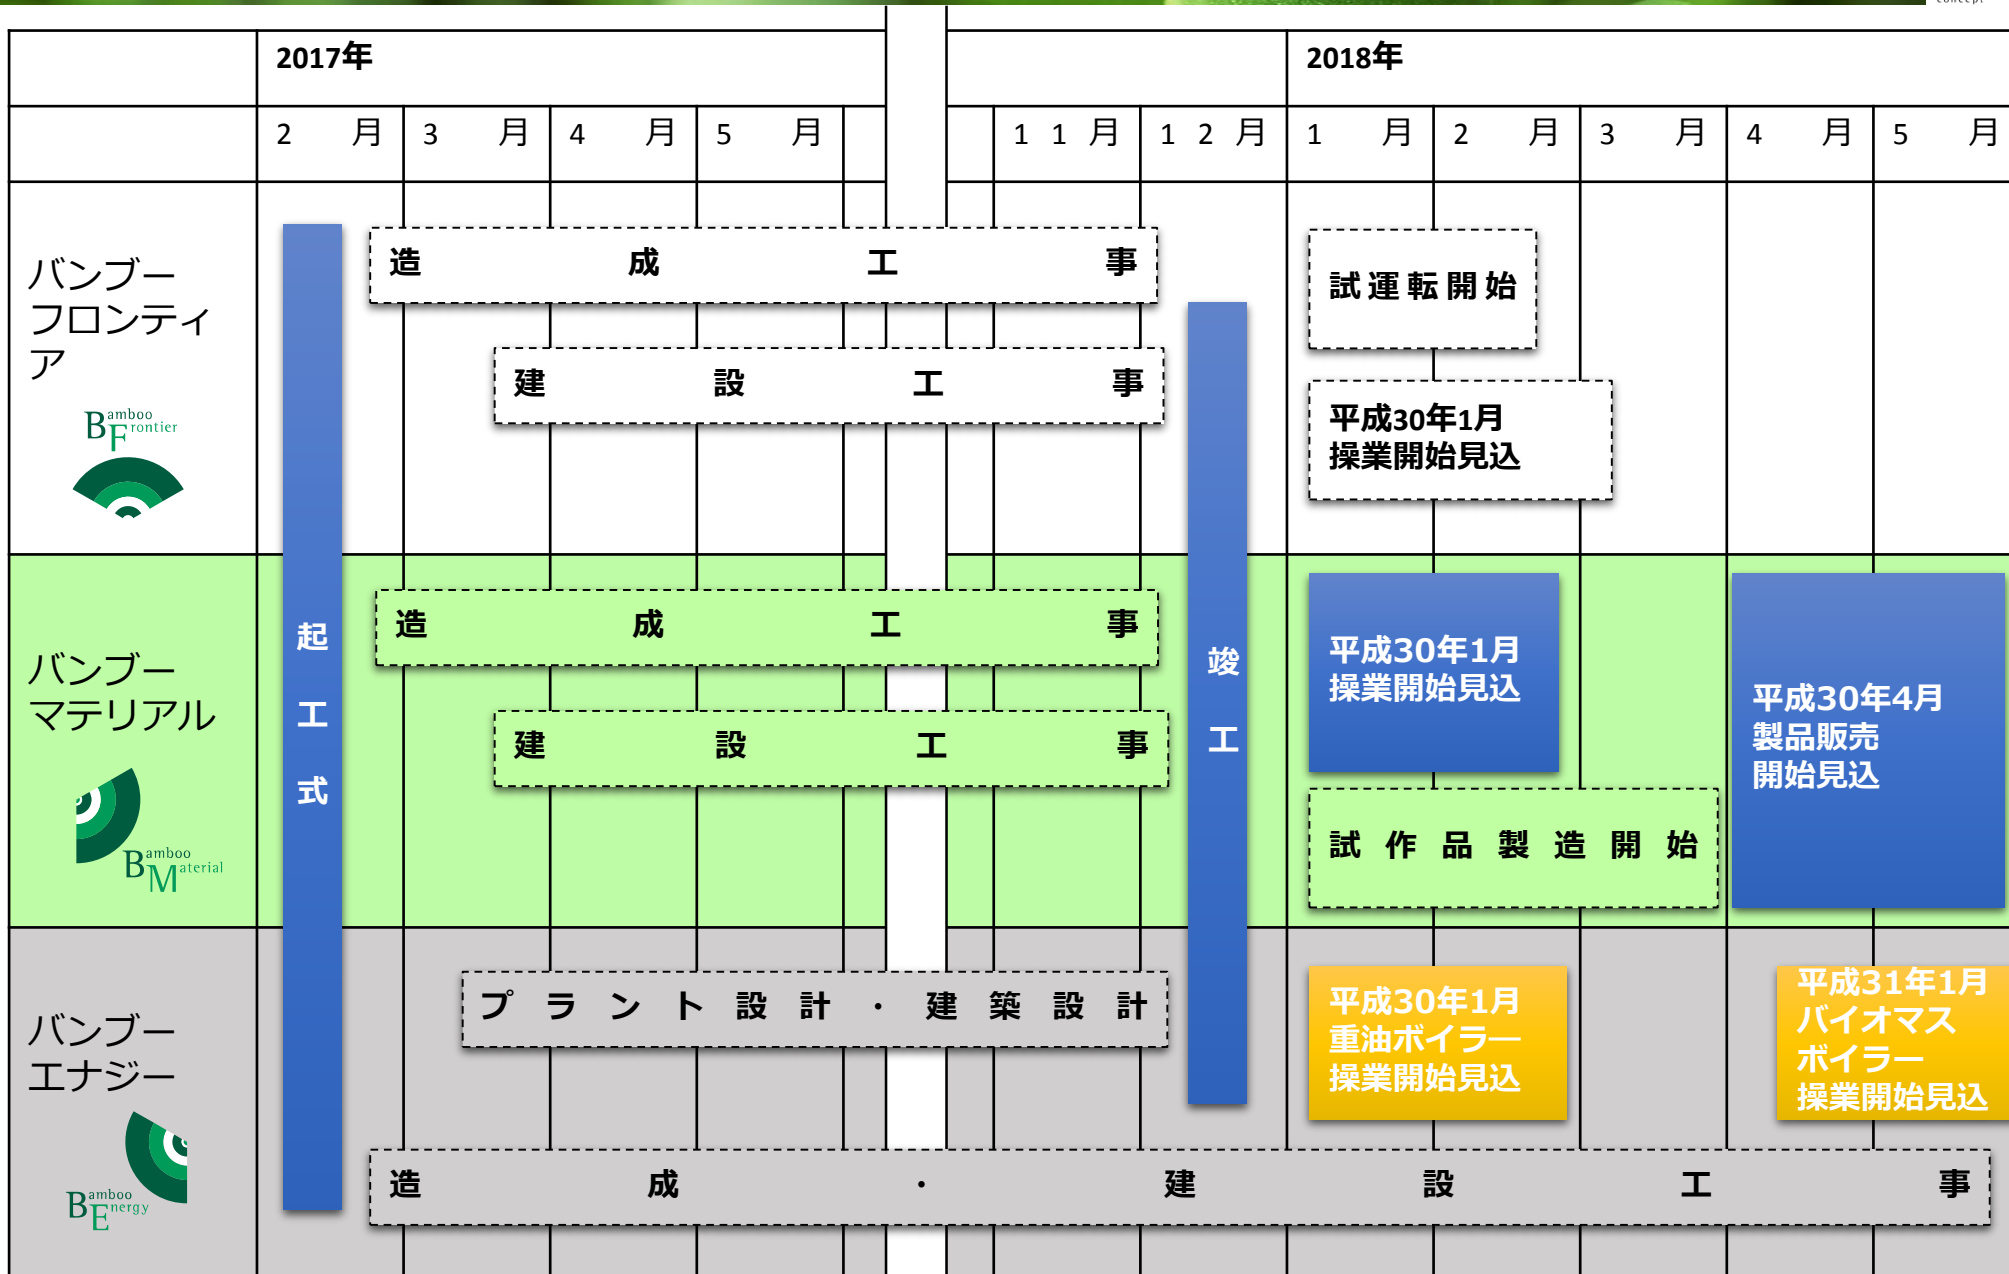 concept
2017年
2018年
2月 3月 4月 5月 11月 12月 1月 2月 3月 4月 5月
バンブー
フロンティ
ア
Bamboo
Frontier
造成工事
建設工事
試運転開始
平成30年1月
操業開始見込
起工式
竣工
バンブー
マテリアル
Bamboo
Material
造成工事
建設工事
平成30年1月
操業開始見込
試作品製造開始
平成30年4月
製品販売
開始見込
バンブー
エナジー
Bamboo
Energy
プラント設計・建築設計
平成30年1月
重油ボイラー
操業開始見込
平成31年1月
バイオマス
ボイラー
操業開始見込
造成・建設工事